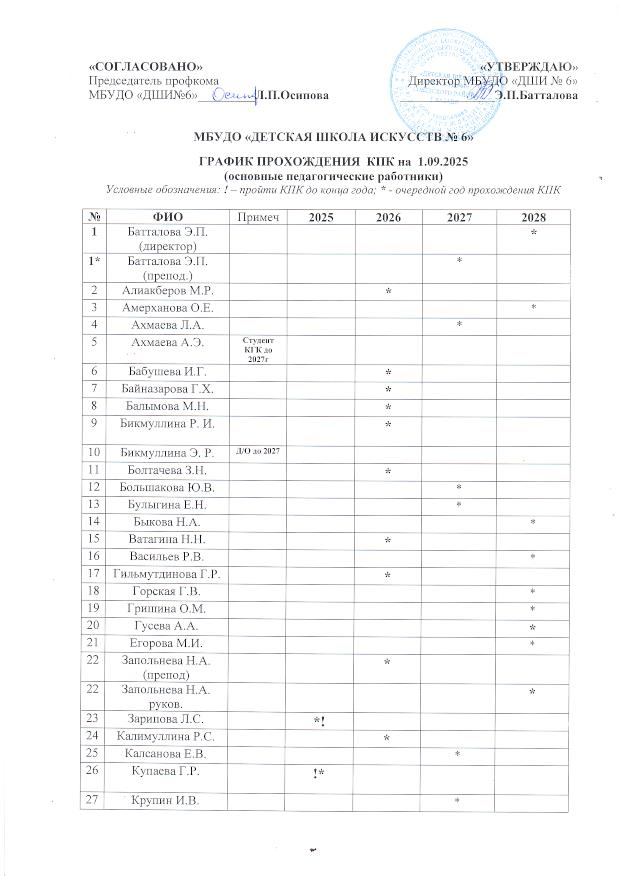 «СОГЛАСОВАНО» «УТВЕРЖДАЮ»
Председатель профкома Директор МБУДО «ДШИ № 6»
МБУДО «ДШИ№6» Л.П.Осипова Э.П.Батталова
МБУДО «ДЕТСКАЯ ШКОЛА ИСКУССТВ № 6»
ГРАФИК ПРОХОЖДЕНИЯ КПК на 1.09.2025
(основные педагогические работники)
Условные обозначения: ! – пройти КПК до конца года; * - очередной год прохождения КПК
№ ФИО Примеч 2025 2026 2027 2028
1 Батталова Э.П. *
(директор)
1* Батталова Э.П. *
(препод.)
2 Алиакберов М.Р. *
3 Амерханова О.Е. *
4 Ахмаева Л.А. *
5 Ахмаева А.Э. Студент
КГК до
2027г
6 Бабушева И.Г. *
7 Байназарова Г.Х. *
8 Балымова М.Н. *
9 Бикмуллина Р. И. *
10 Бикмуллина Э. Р. Д/О до 2027
11 Болтачева З.Н. *
12 Большакова Ю.В. *
13 Булыгина Е.Н. *
14 Быкова Н.А. *
15 Ватагина Н.Н. *
16 Васильев Р.В. *
17 Гильмутдинова Г.Р. *
18 Горская Г.В. *
19 Гришина О.М. *
20 Гусева А.А. *
21 Егорова М.И. *
22 Запольнева Н.А. *
(препод)
22 Запольнева Н.А. *
руков.
23 Зарипова Л.С. *!
24 Калимуллина Р.С. *
25 Калсанова Е.В. *
26 Купаева Г.Р. !*
27 Крупин И.В. *